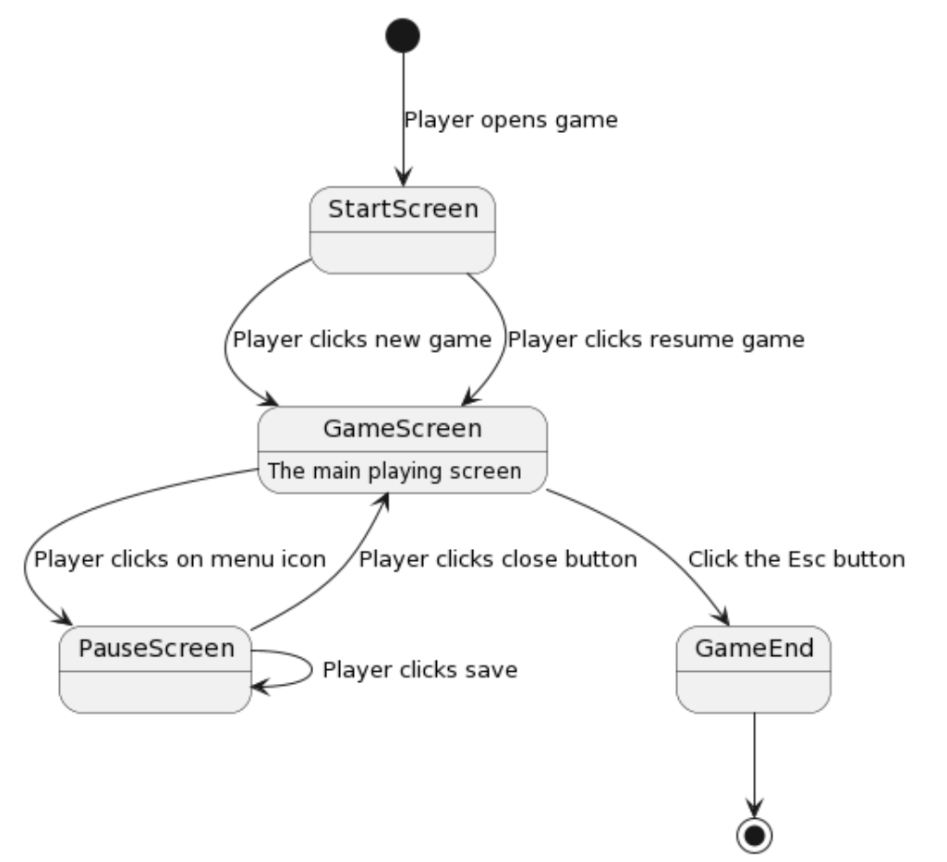 Player opens game
StartScreen
Player clicks new game
Player clicks resume game
GameScreen
The main playing screen
Player clicks on menu icon
Player clicks close button
Click the Esc button
PauseScreen
GameEnd
Player clicks save